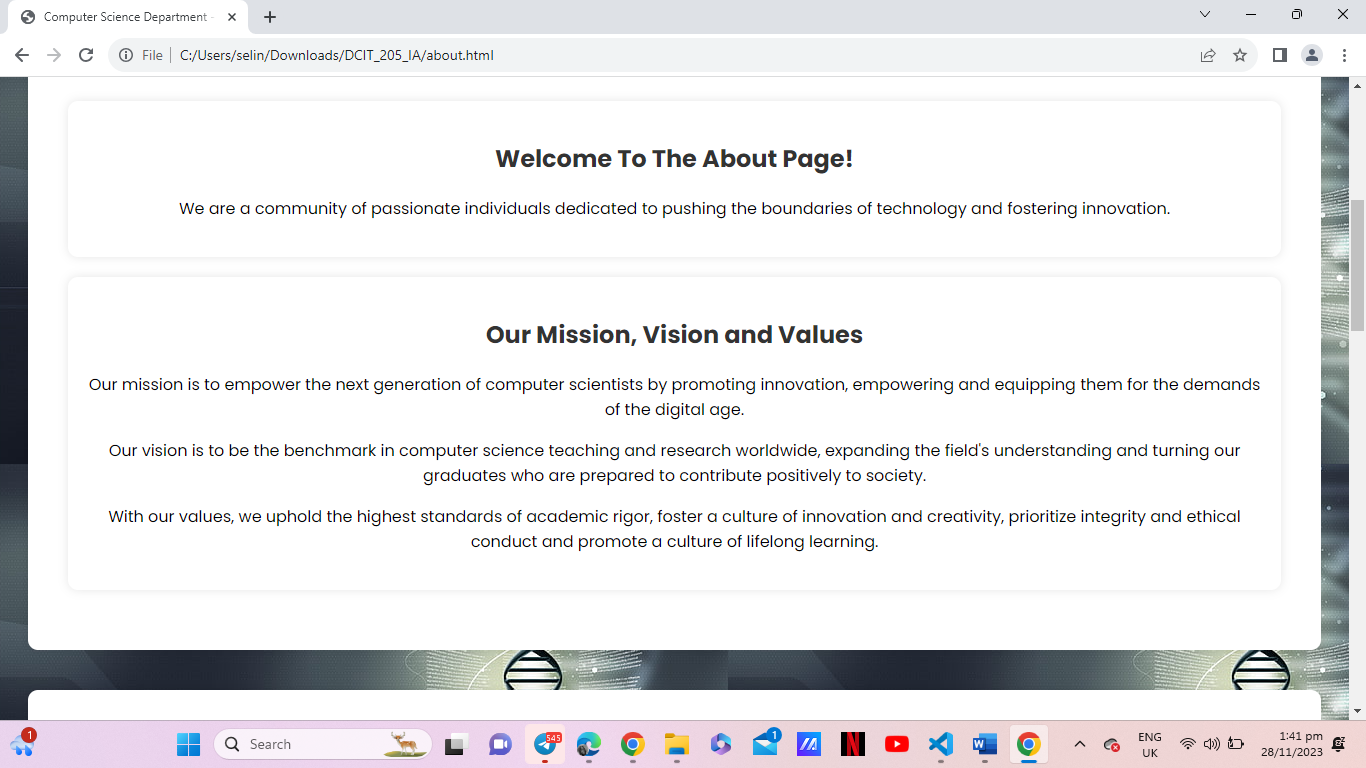 Computer Science Department -
File
C:/Users/selin/Downloads/DCIT_205_IA/about.html
Welcome To The About Page!
We are a community of passionate individuals dedicated to pushing the boundaries of technology and fostering innovation.
Our Mission, Vision and Values
Our mission is to empower the next generation of computer scientists by promoting innovation, empowering and equipping them for the demands
of the digital age.
Our vision is to be the benchmark in computer science teaching and research worldwide, expanding the field's understanding and turning our
graduates who are prepared to contribute positively to society.
With our values, we uphold the highest standards of academic rigor, foster a culture of innovation and creativity, prioritize integrity and ethical
conduct and promote a culture of lifelong learning.
1
Search
545
1
N
W
ENG
UK
1:41 pm
28/11/2023